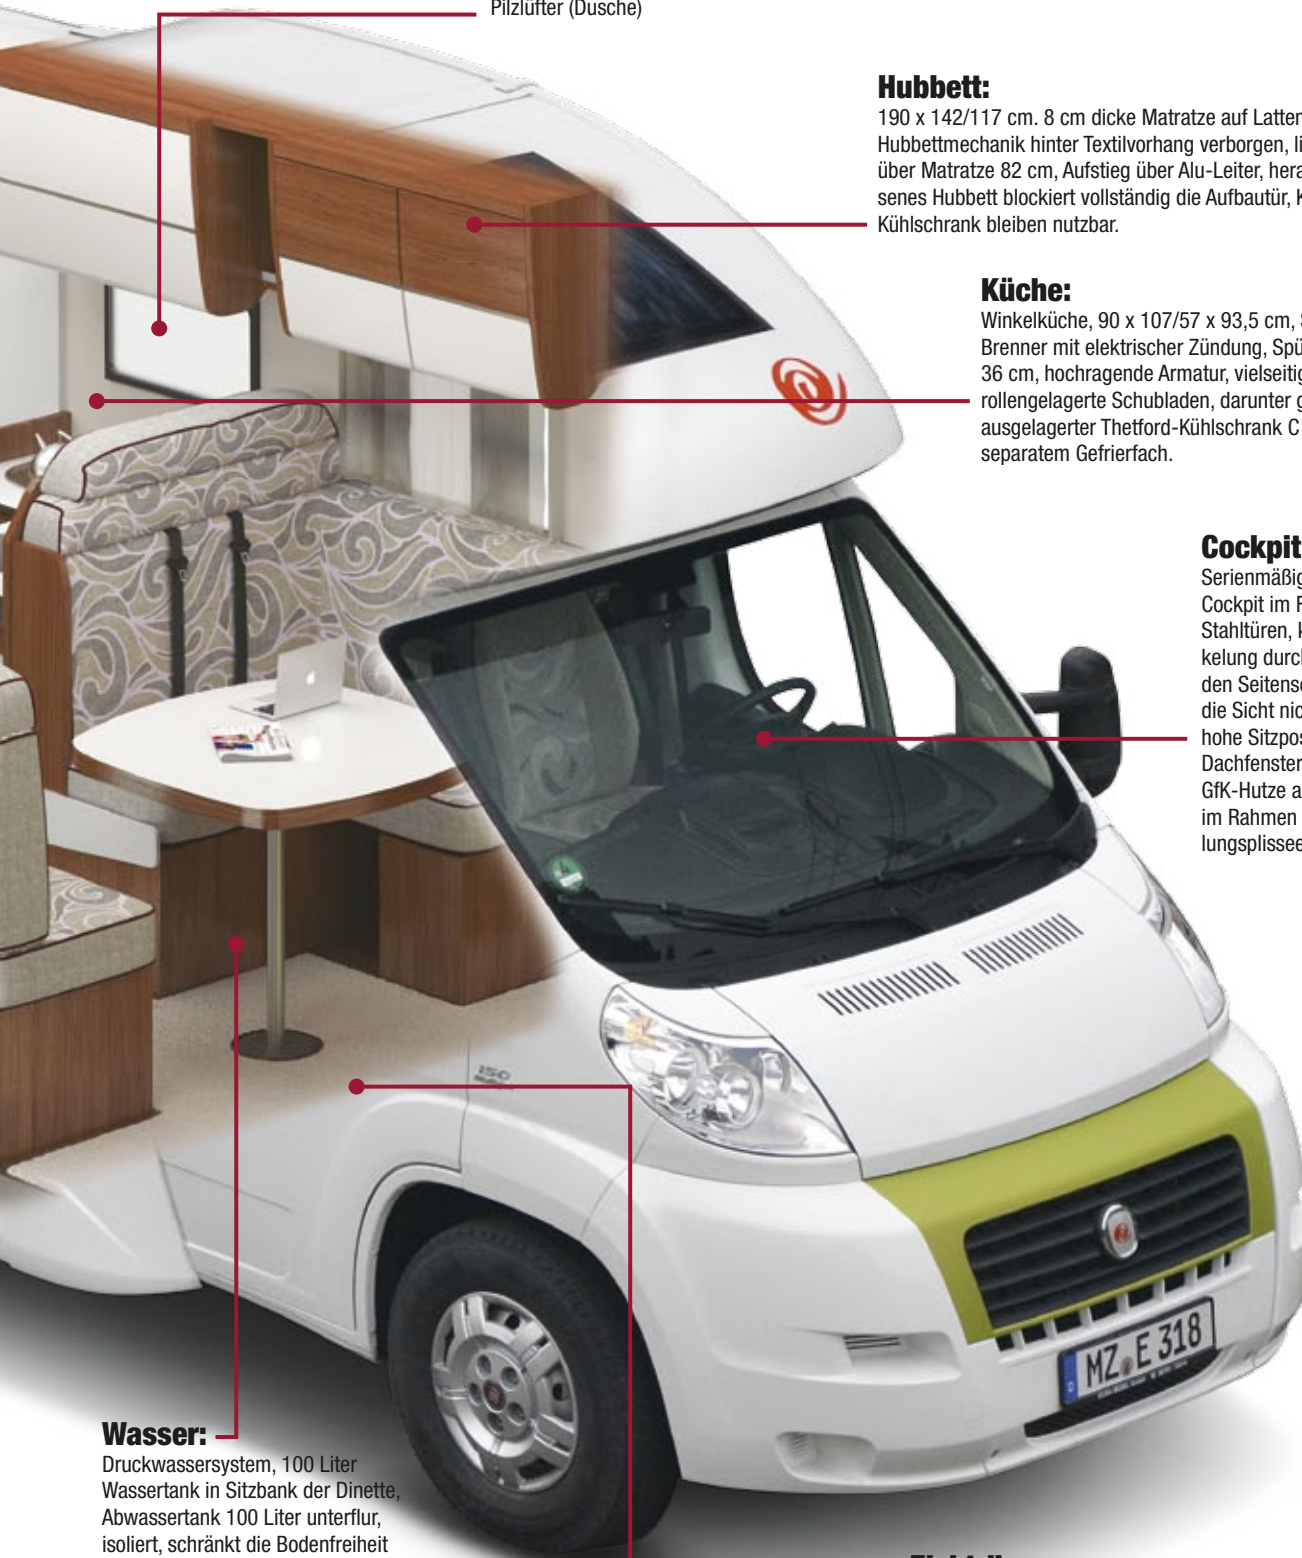 Pilzlüfter (Dusche)
Hubbett:
190 x 142/117 cm. 8 cm dicke Matratze auf Latten
Hubbettmechanik hinter Textilvorhang verborgen, li
über Matratze 82 cm, Aufstieg über Alu-Leiter, hera
senes Hubbett blockiert vollständig die Aufbautür, K
Kühlschrank bleiben nutzbar.
Küche:
Winkelküche, 90 x 107/57 x 93,5 cm,
Brenner mit elektrischer Zündung, Spü
36 cm, hochragende Armatur, vielseitig
rollengelagerte Schubladen, darunter g
ausgelagerter Thetford-Kühlschrank C
separatem Gefrierfach.
Cockpit
Serienmäßig
Cockpit im F
Stahltüren, k
kelung durch
den Seitensc
die Sicht nic
hohe Sitzpos
Dachfenster
GfK-Hutze a
im Rahmen
lungsplissee
150
MZ E 318
Wasser:
Druckwassersystem, 100 Liter
Wassertank in Sitzbank der Dinette,
Abwassertank 100 Liter unterflur,
isoliert, schränkt die Bodenfreiheit